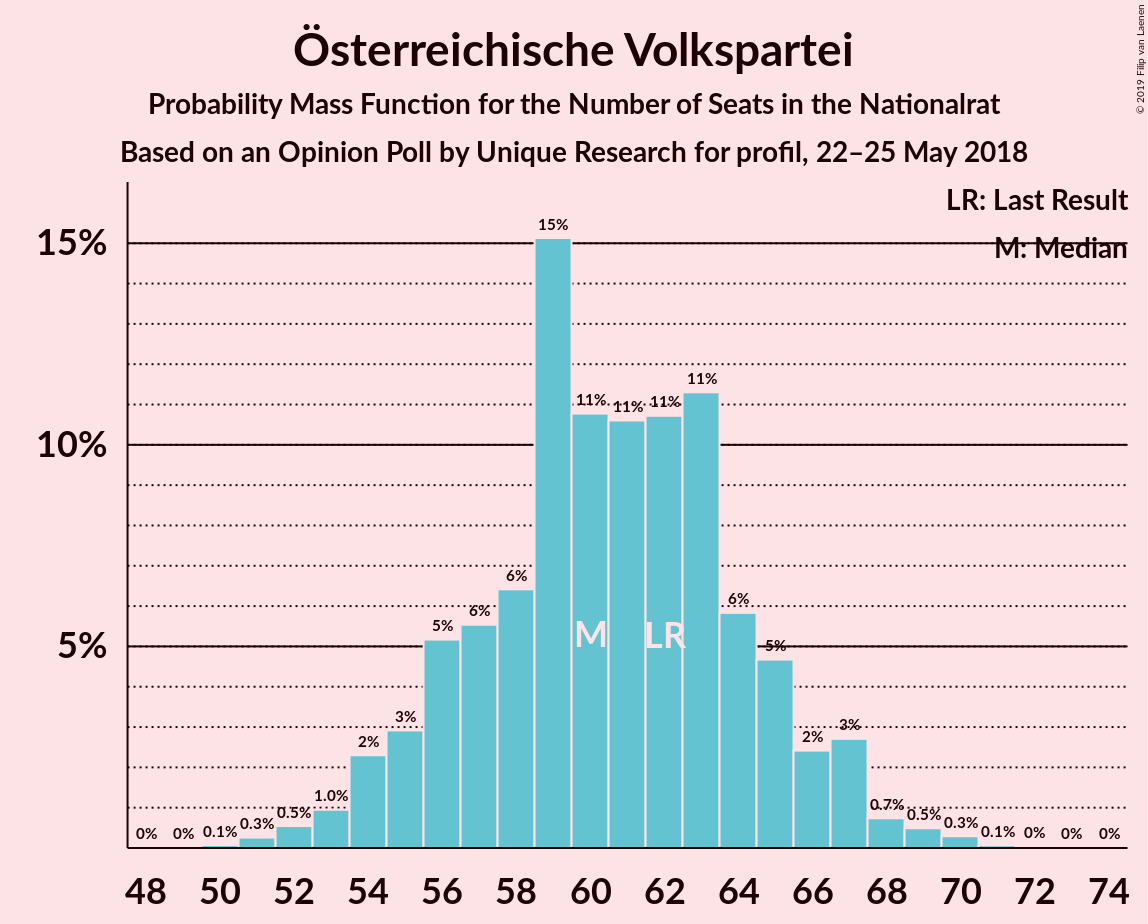 Österreichische Volkspartei
Probability Mass Function for the Number of Seats in the Nationalrat
Based on an Opinion Poll by Unique Research for profil, 22–25 May 2018
© 2019 Filip van Laenen
LR: Last Result
M: Median
15%
10%
5%
0% 0% 0.1% 0.3% 0.5% 1.0% 2% 3% 5% 6% 6% 15% 11% 11% 11% 11% 6% 5% 2% 3% 0.7% 0.5% 0.3% 0.1% 0% 0% 0%
M LR
48 50 52 54 56 58 60 62 64 66 68 70 72 74